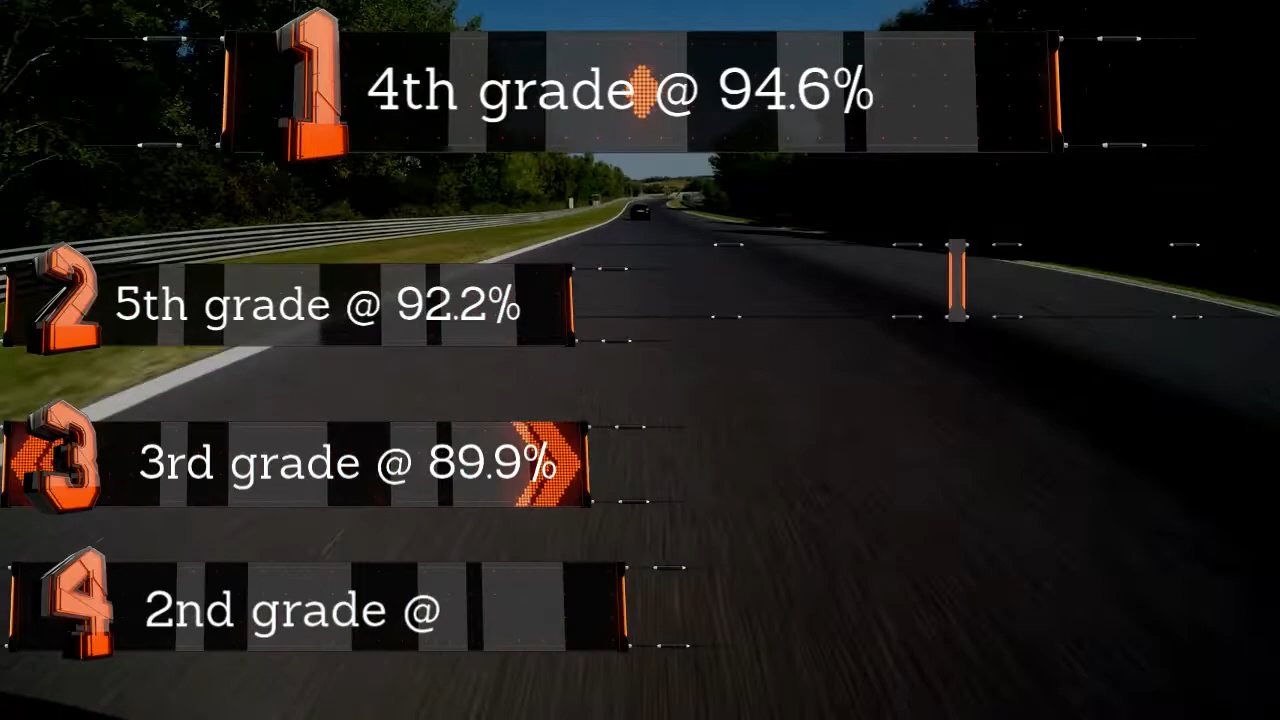 1 4th grade @ 94.6%
2 5th grade @ 92.2%
3 3rd grade @ 89.9%
4 2nd grade @